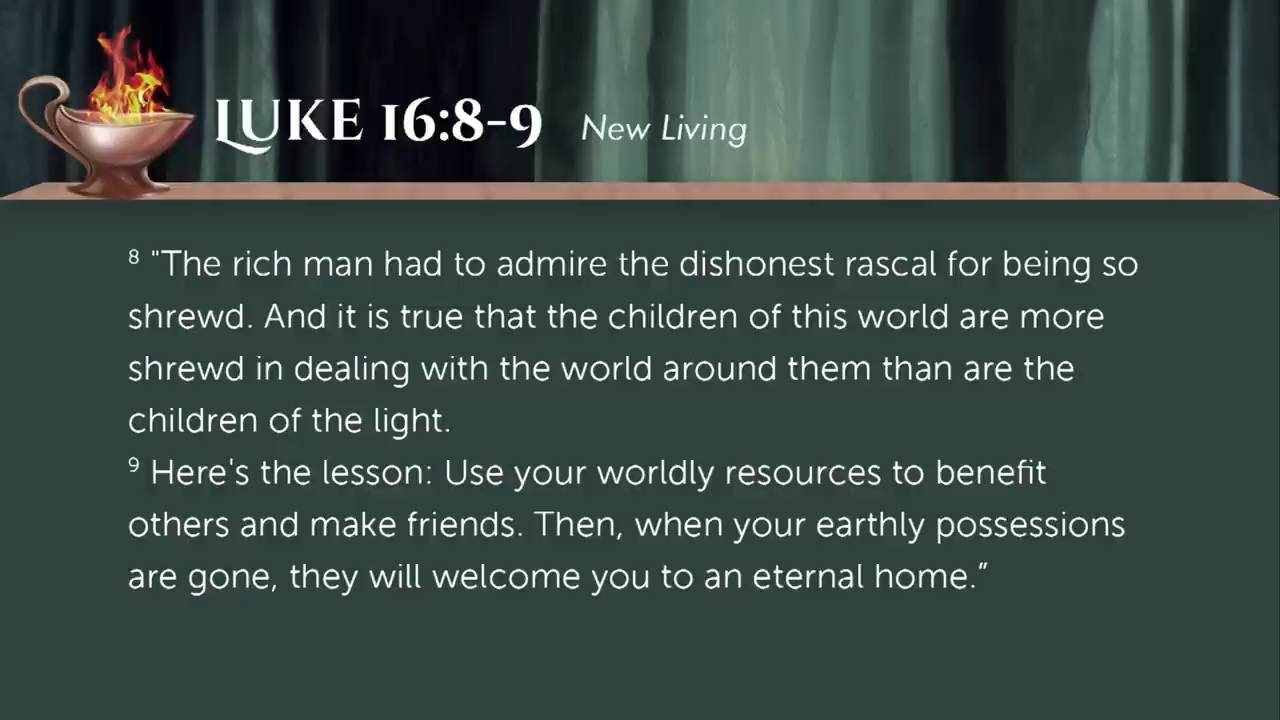 LUKE 16:8-9 New Living
8 "The rich man had to admire the dishonest rascal for being so
shrewd. And it is true that the children of this world are more
shrewd in dealing with the world around them than are the
children of the light.
9 Here's the lesson: Use your worldly resources to benefit
others and make friends. Then, when your earthly possessions
are gone, they will welcome you to an eternal home.”